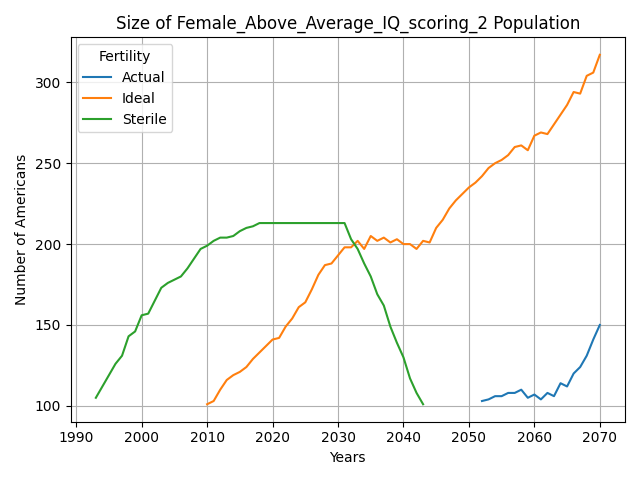 Size of Female_Above_Average_IQ_scoring_2 Population
Fertility
Actual
Ideal
Sterile
Number of Americans
300
250
200
150
100
1990
2000
2010
2020
2030
2040
2050
2060
2070
Years